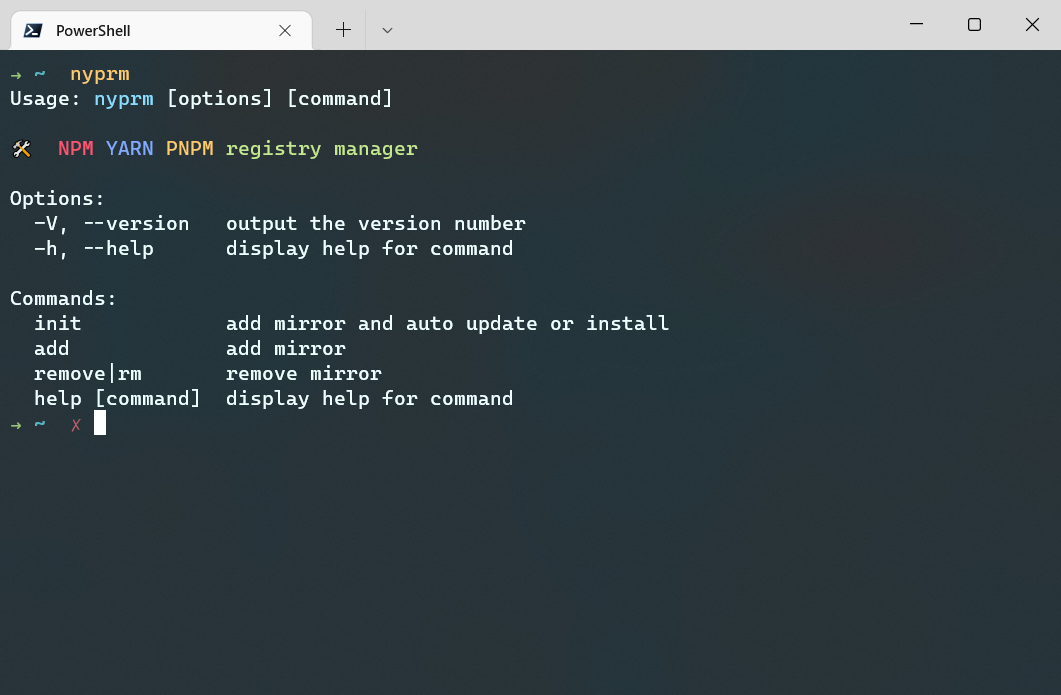 PowerShell
→ ~ nyprm
Usage: nyprm [options] [command]
🛠 NPM YARN PNPM registry manager
Options:
-V, --version output the version number
-h, --help display help for command
Commands:
init add mirror and auto update or install
add add mirror
remove|rm remove mirror
help [command] display help for command
→ ~ ✗